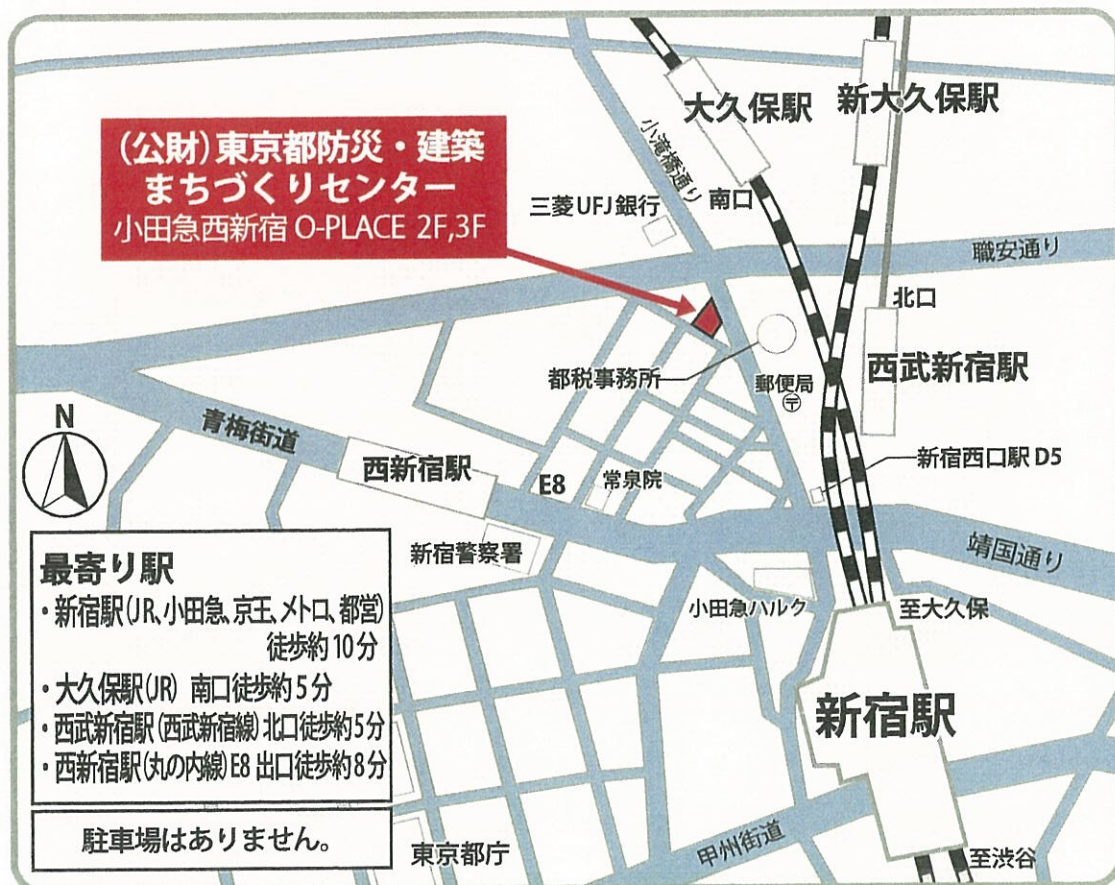 大久保駅
新大久保駅
(公財)東京都防災・建築
まちづくりセンター
小田急西新宿 O-PLACE 2F,3F
小滝橋通り
南口
三菱UFJ銀行
職安通り
北口
都税事務所
郵便局
〒
西武新宿駅
N
青梅街道
西新宿駅
E8
常泉院
新宿西口駅 D5
新宿警察署
靖国通り
小田急ハルク
至大久保
最寄り駅
・新宿駅(JR、小田急、京王、メトロ、都営)
徒歩約10分
・大久保駅(JR) 南口徒歩約5分
・西武新宿駅(西武新宿線)北口徒歩約5分
・西新宿駅(丸の内線)E8 出口徒歩約8分
新宿駅
駐車場はありません。
東京都庁
甲州街道
至渋谷